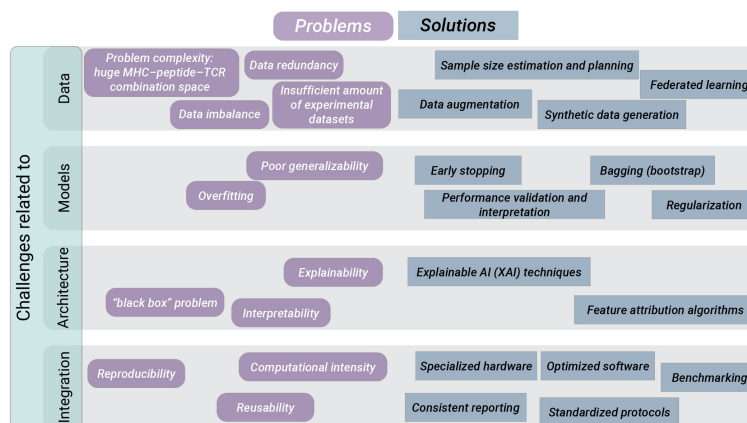 Problems
Solutions
Challenges related to
Data
Problem complexity:
huge MHC–peptide–TCR
combination space
Data redundancy
Insufficient amount
of experimental
datasets
Data imbalance
Sample size estimation and planning
Federated learning
Data augmentation
Synthetic data generation
Models
Poor generalizability
Overfitting
Early stopping
Bagging (bootstrap)
Performance validation and
interpretation
Regularization
Architecture
Explainability
“black box” problem
Interpretability
Explainable AI (XAI) techniques
Feature attribution algorithms
Integration
Reproducibility
Computational intensity
Reusability
Specialized hardware
Optimized software
Benchmarking
Consistent reporting
Standardized protocols